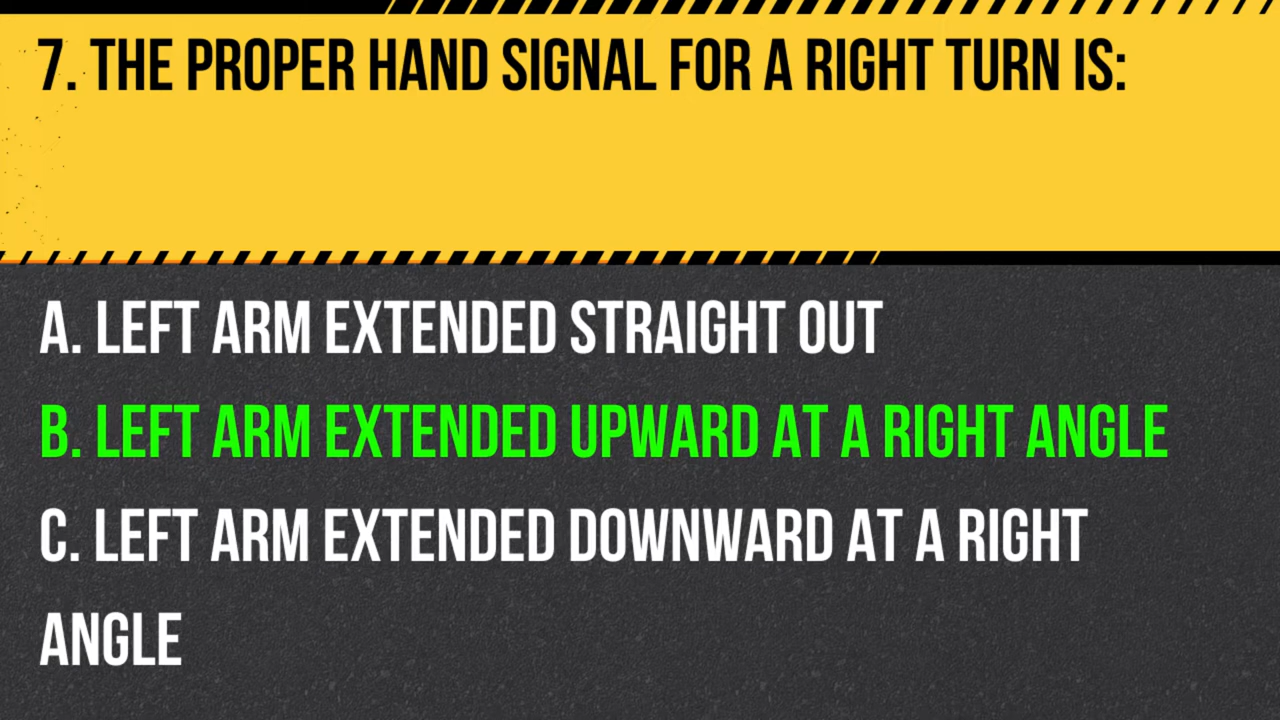 7. THE PROPER HAND SIGNAL FOR A RIGHT TURN IS:
A. LEFT ARM EXTENDED STRAIGHT OUT
B. LEFT ARM EXTENDED UPWARD AT A RIGHT ANGLE
C. LEFT ARM EXTENDED DOWNWARD AT A RIGHT
ANGLE